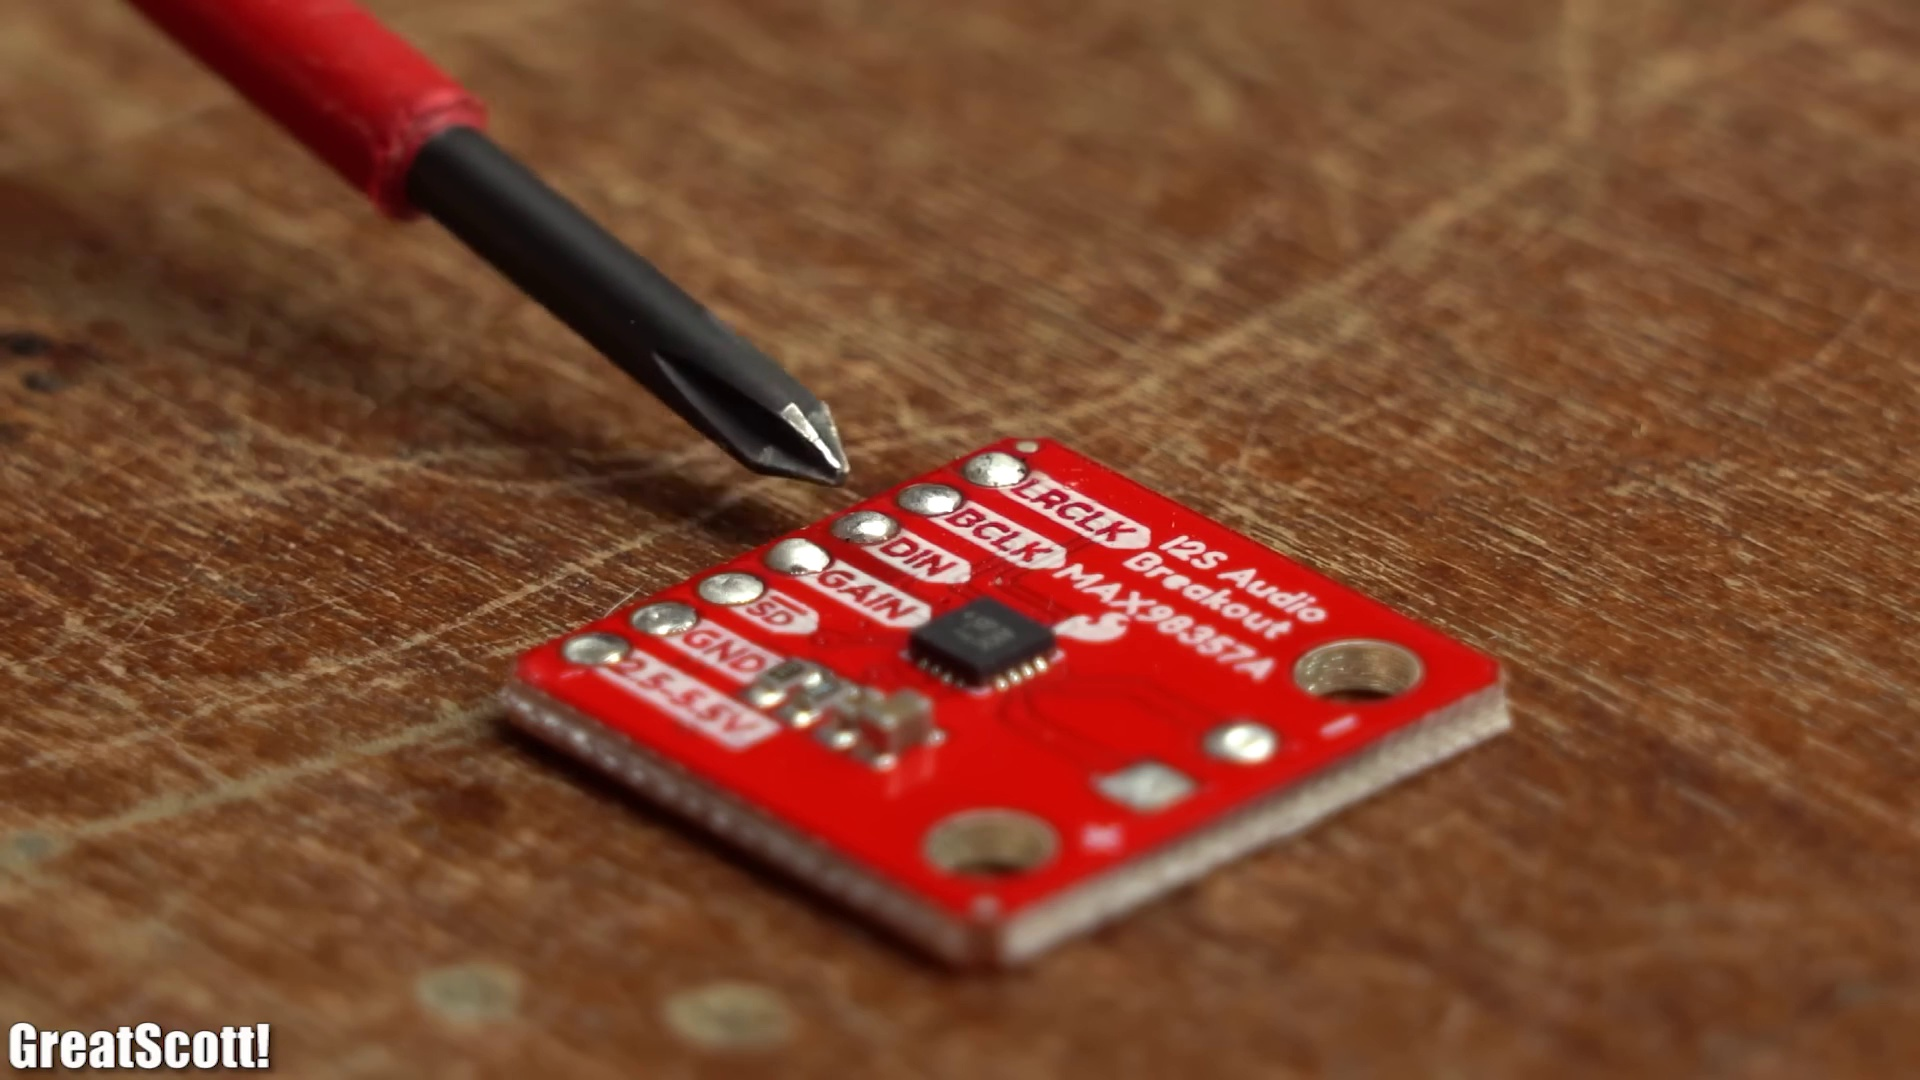 LRCLK
BCLK
DIN
GAIN
SD
GND
2.5-5.5V
I2S Audio
Breakout
MAX98357A
-
+
GreatScott!